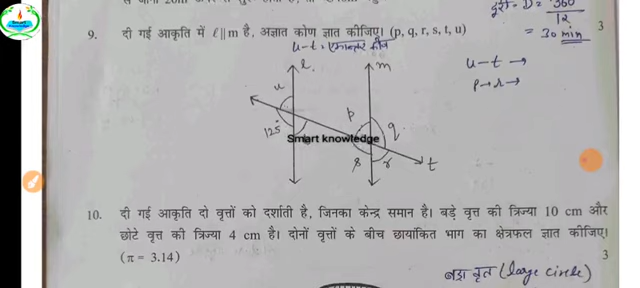 360
दूरी = D =
12
= 30 min
3
9. दी गई आकृति में ℓ||m है, अज्ञात कोण ज्ञात कीजिए। (p, q, r, s, t, u)
u - t →
p →
u l m
p
125° q
Smart knowledge
s r t
10. दी गई आकृति दो वृत्तों को दर्शाती है, जिनका केन्द्र समान है। बड़े वृत्त की त्रिज्या 10 cm और
छोटे वृत्त की त्रिज्या 4 cm है। दोनों वृत्तों के बीच छायांकित भाग का क्षेत्रफल ज्ञात कीजिए।
(π = 3.14)
3
बड़ा वृत्त (large circle)